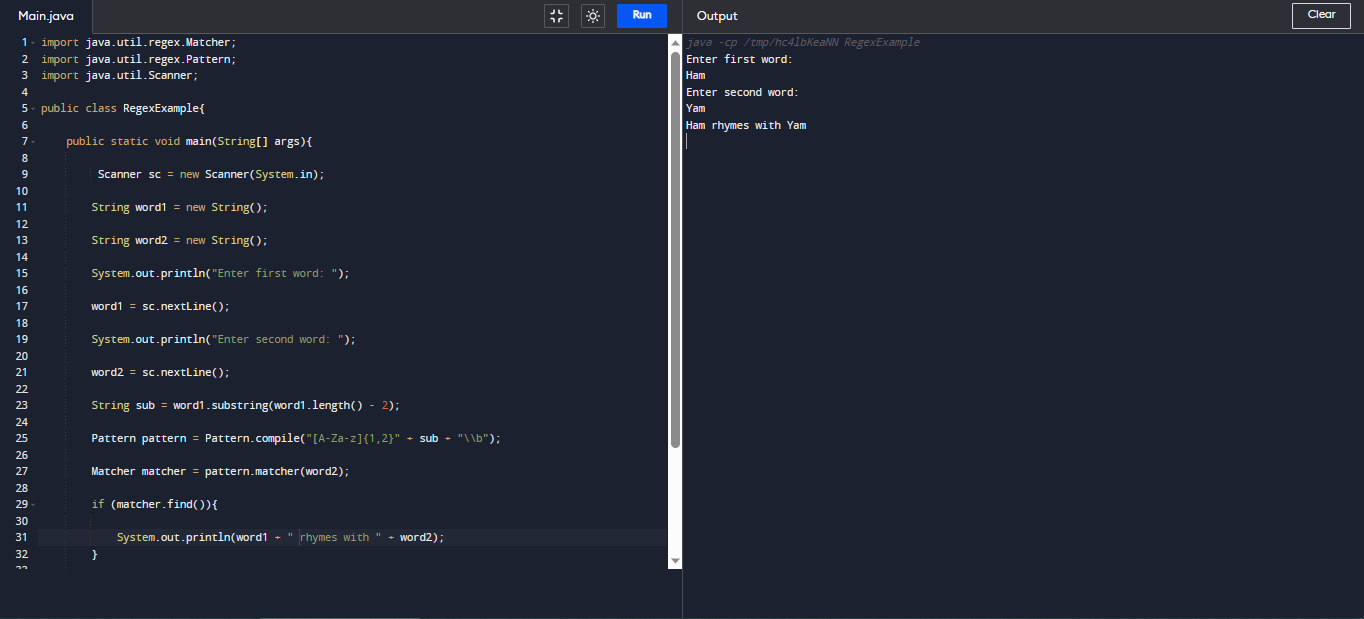 Main.java
Run
Output
Clear
1 import java.util.regex.Matcher;
2 import java.util.regex.Pattern;
3 import java.util.Scanner;
4
5 public class RegexExample{
6
7 public static void main(String[] args){
8
9 Scanner sc = new Scanner(System.in);
10
11 String word1 = new String();
12
13 String word2 = new String();
14
15 System.out.println("Enter first word: ");
16
17 word1 = sc.nextLine();
18
19 System.out.println("Enter second word: ");
20
21 word2 = sc.nextLine();
22
23 String sub = word1.substring(word1.length() - 2);
24
25 Pattern pattern = Pattern.compile("[A-Za-z]{1,2}" + sub + "\\b");
26
27 Matcher matcher = pattern.matcher(word2);
28
29 if (matcher.find()){
30
31 System.out.println(word1 + " rhymes with " + word2);
32 }
java -cp /tmp/hc4lbKeaNN RegexExample
Enter first word:
Ham
Enter second word:
Yam
Ham rhymes with Yam